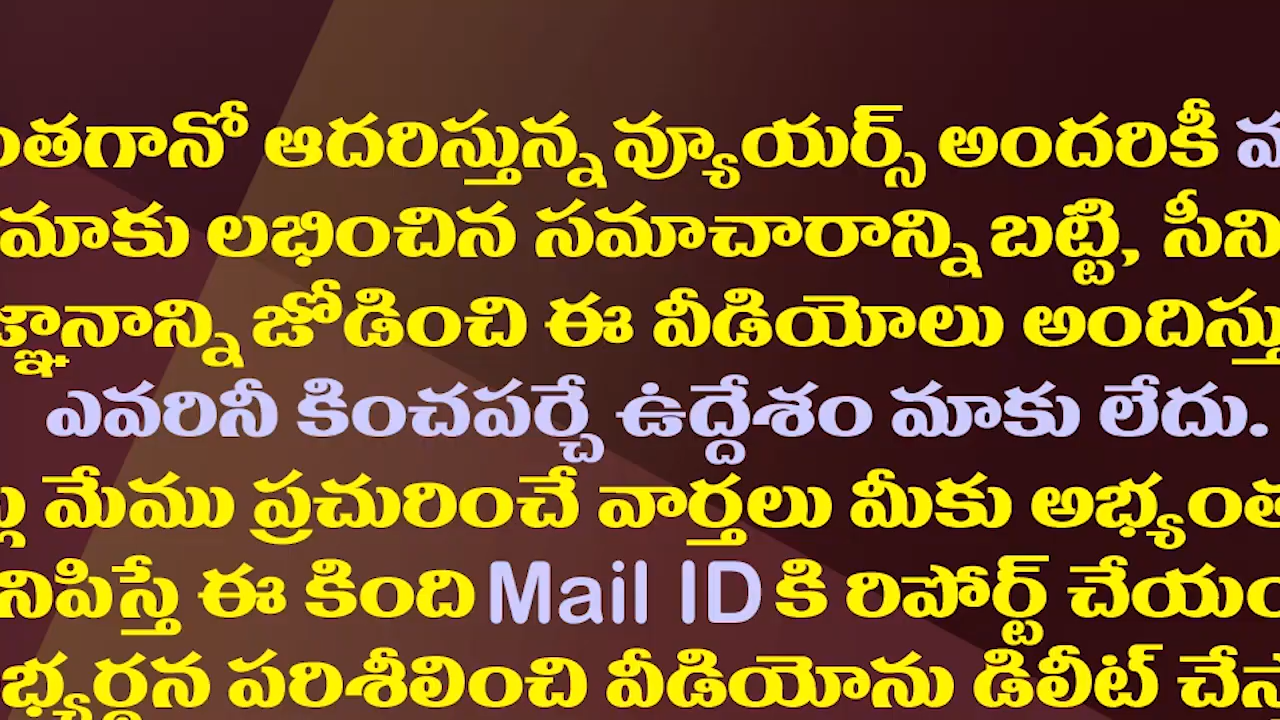 ంతగానో ఆదరిస్తున్న వ్యూయర్స్ అందరికీ
మాకు లభించిన సమాచారాన్ని బట్టి, సీని
జ్ఞానాన్ని జోడించి ఈ వీడియోలు అందిస్తు
ఎవరినీ కించపర్చే ఉద్దేశం మాకు లేదు.
మేము ప్రచురించే వార్తలు మీకు అభ్యంత
నిపిస్తే ఈ కింది Mail ID కి రిపోర్ట్ చేయం
భ్యర్థన పరిశీలించి వీడియోను డిలీట్ చేస